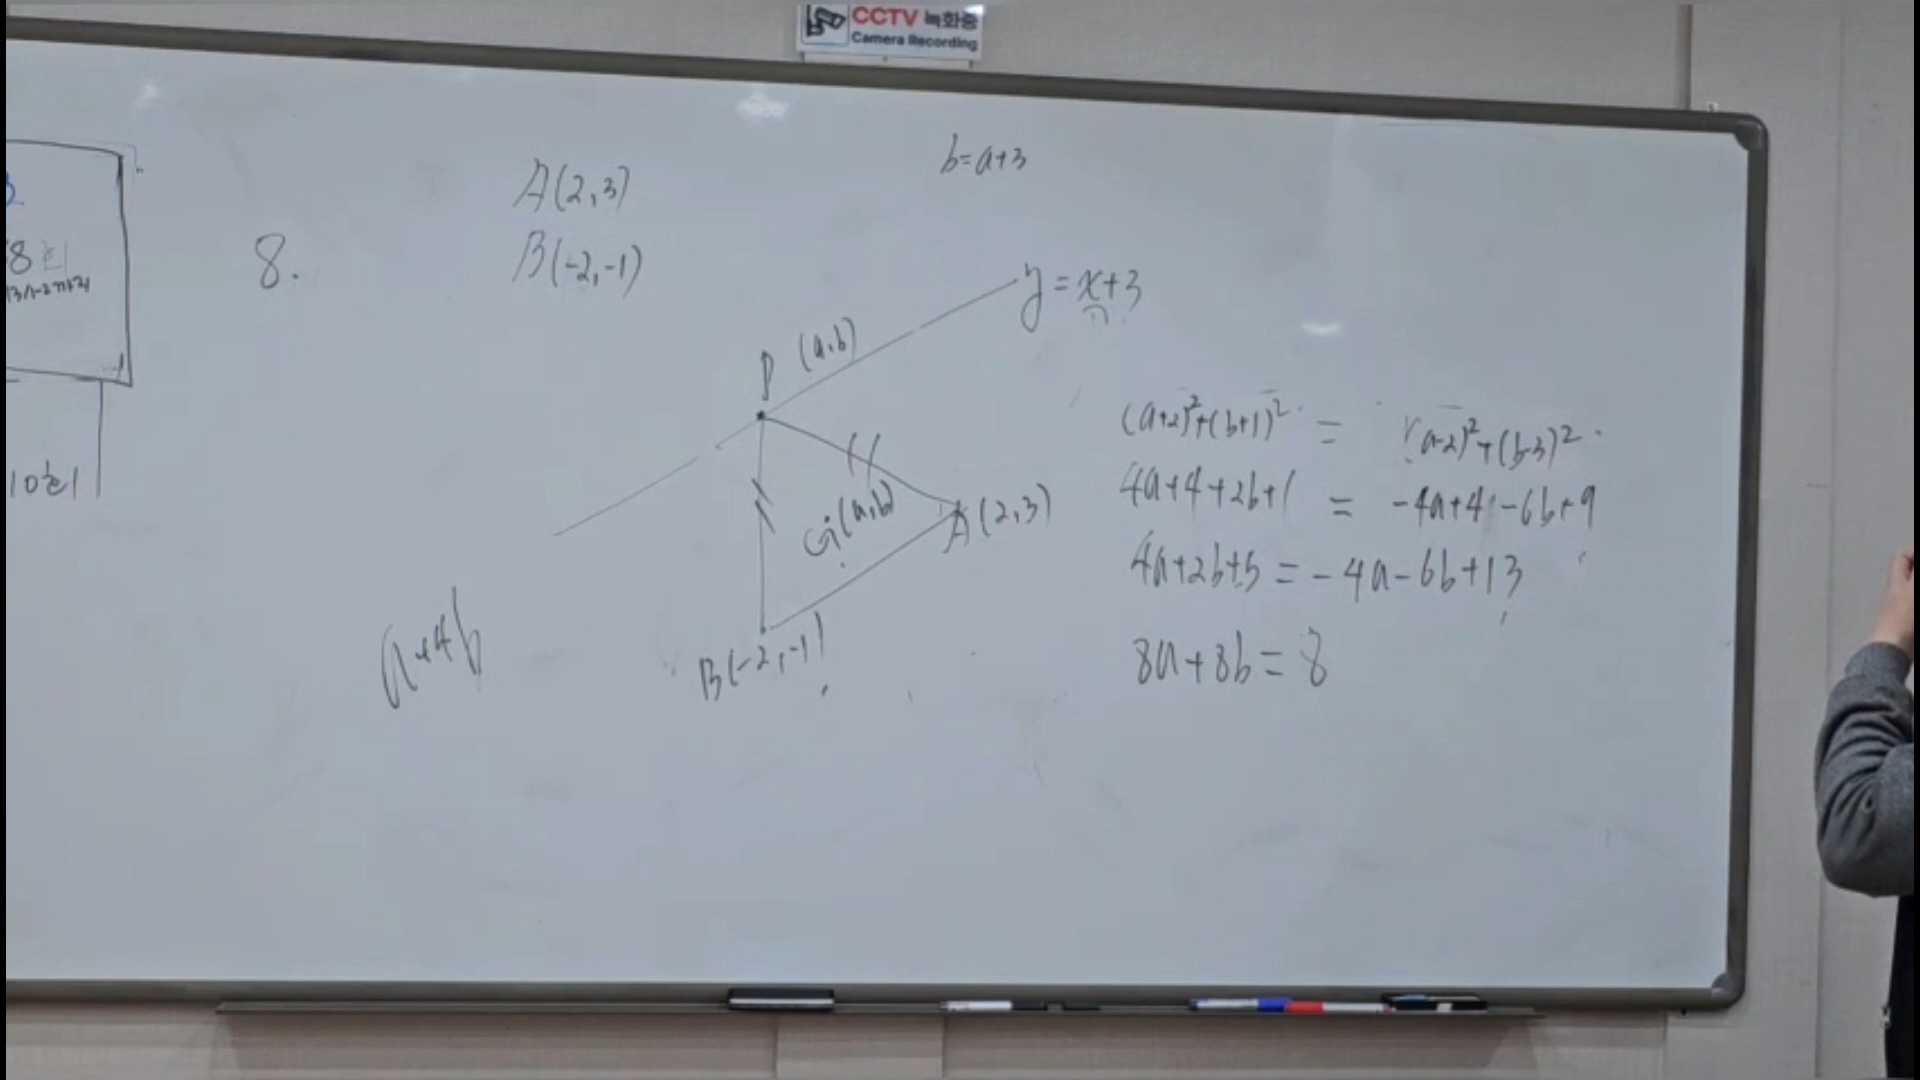 CCTV 녹화중
Camera Recording
8.
A(2,3)
B(-2,-1)
b=a+3
y=x+3
P (a,b)
G(a,b)
A(2,3)
B(-2,-1)
a+4b
(a+2)²+(b+1)² = (a-2)²+(b-3)²
4a+4+2b+1 = -4a+4-6b+9
4a+2b+5=-4a-6b+13
8a+8b=8
8회
10회